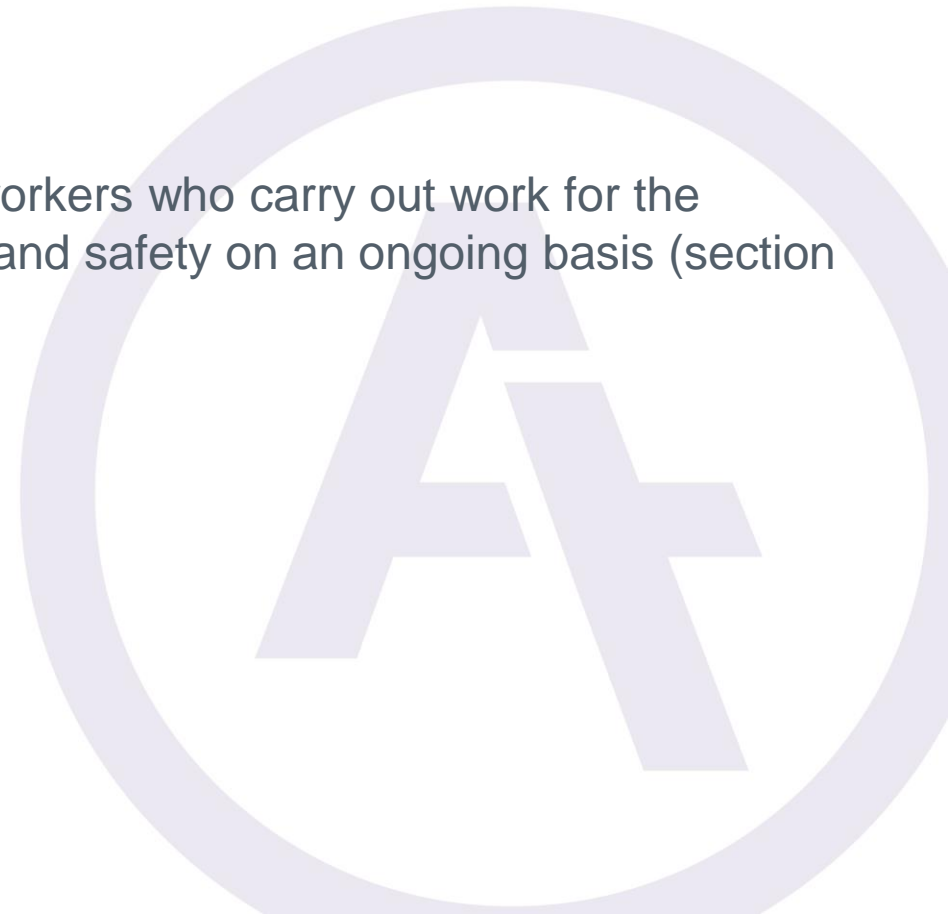 orkers who carry out work for the
and safety on an ongoing basis (section